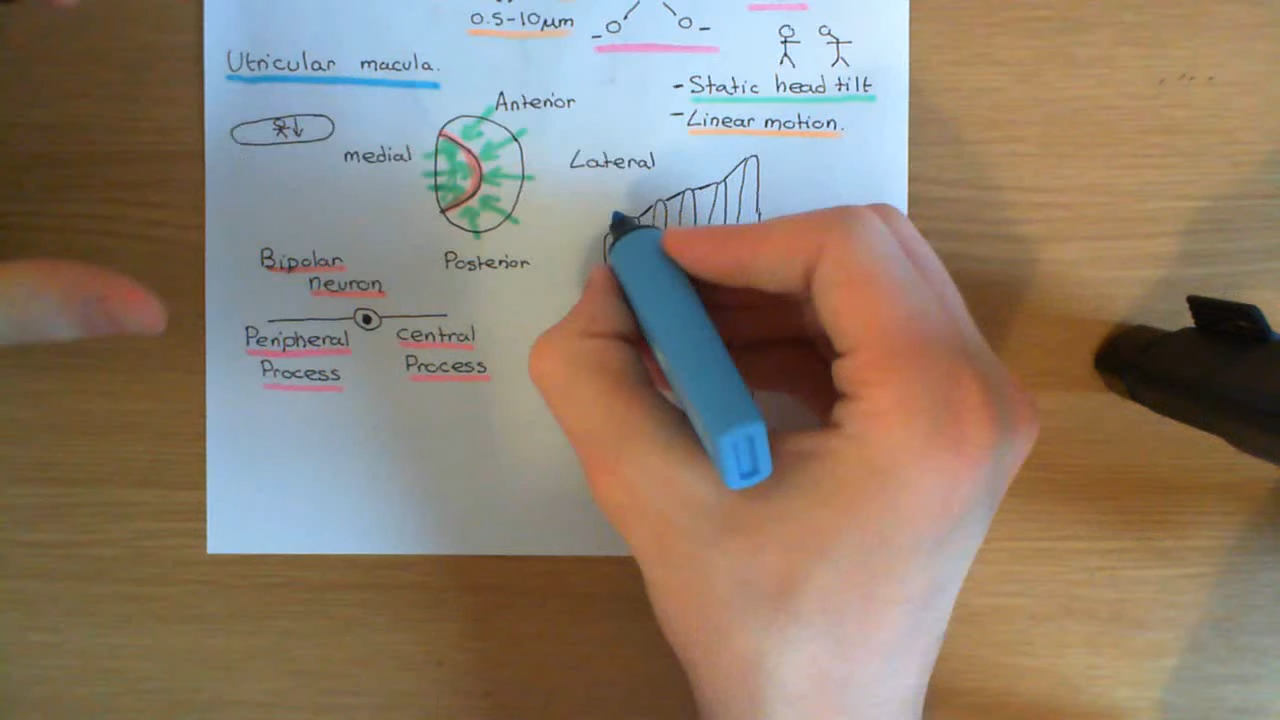 0.5-10µm
Utricular macula.
- Static head tilt
- Linear motion.
Anterior
medial
Lateral
Posterior
Bipolar
neuron
Peripheral
Process
central
Process